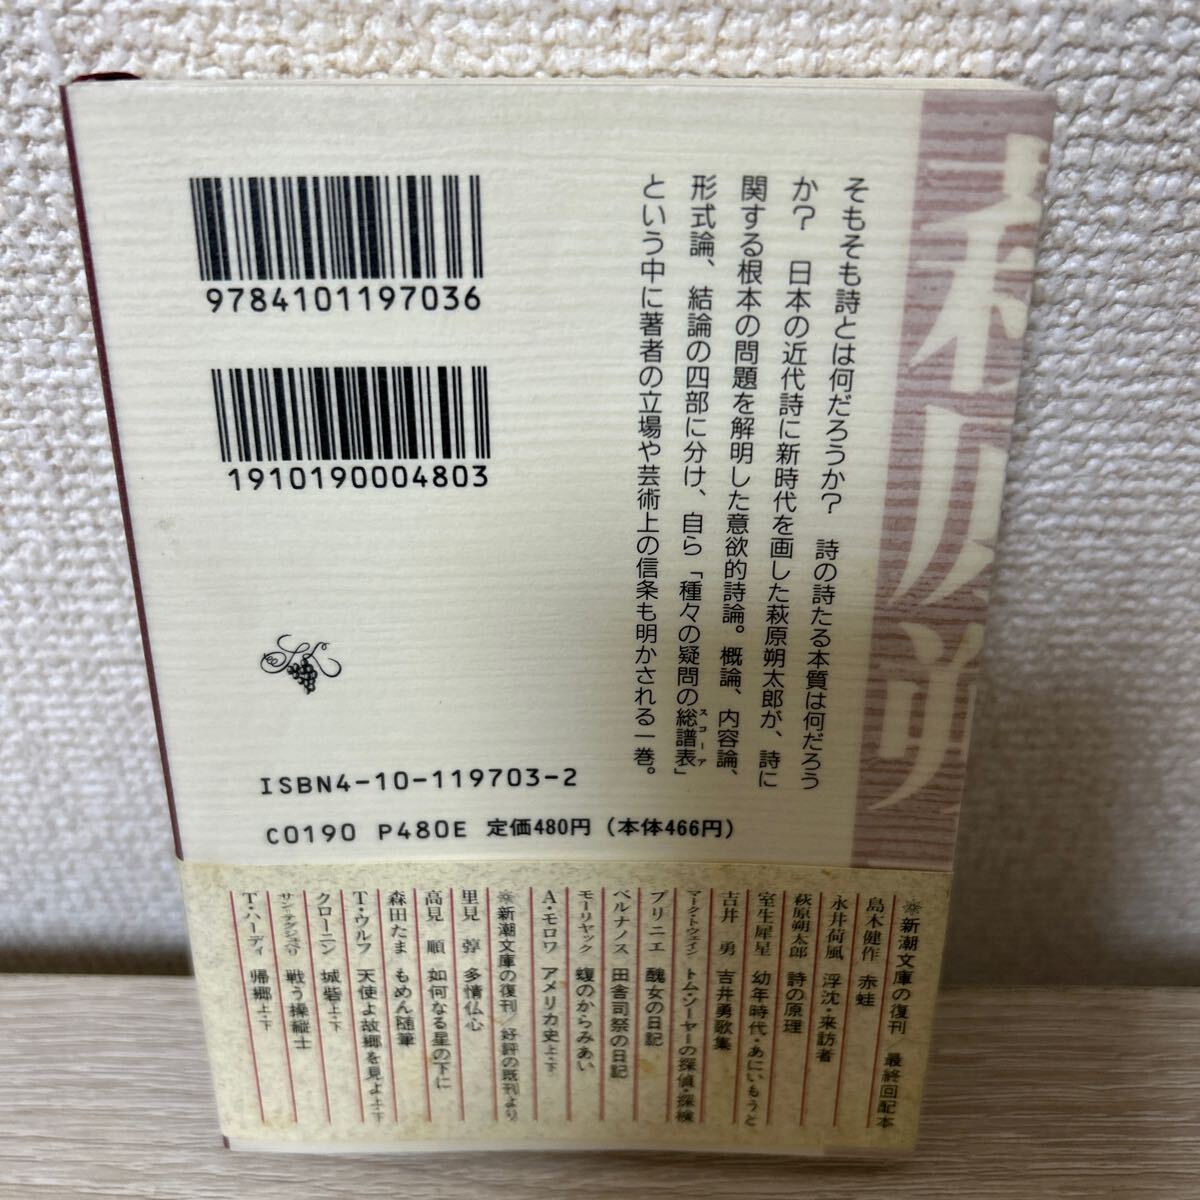 そもそも詩とは何だろうか？　詩の詩たる本質は何だろう
か？　日本の近代詩に新時代を画した萩原朔太郎が、詩に
関する根本の問題を解明した意欲的詩論。概論、内容論、
形式論、結論の四部に分け、自ら「種々の疑問の総譜表」
スコーア
という中に著者の立場や芸術上の信条も明かされる一巻。
9784101197036
1910190004803
ISBN4-10-119703-2
C0190 P480E 定価480円（本体466円）
新潮文庫の復刊／最終回配本
島木健作 赤蛙
永井荷風 浮沈・来訪者
萩原朔太郎 詩の原理
室生犀星 幼年時代・あにいもうと
吉井 勇 吉井勇歌集
マーク・トウェイン トム・ソーヤーの探偵・探検
プリニエ 醜女の日記
ベルナノス 田舎司祭の日記
モーリヤック 蝮のからみあい
A・モロワ アメリカ史上・下
新潮文庫の復刊／好評の既刊より
里見 弴 多情仏心
高見 順 如何なる星の下に
森田たま もめん随筆
T・ウルフ 天使よ故郷を見よ上・下
クローニン 城砦上・下
サン=テグジュペリ 戦う操縦士
T・ハーディ 帰郷上・下